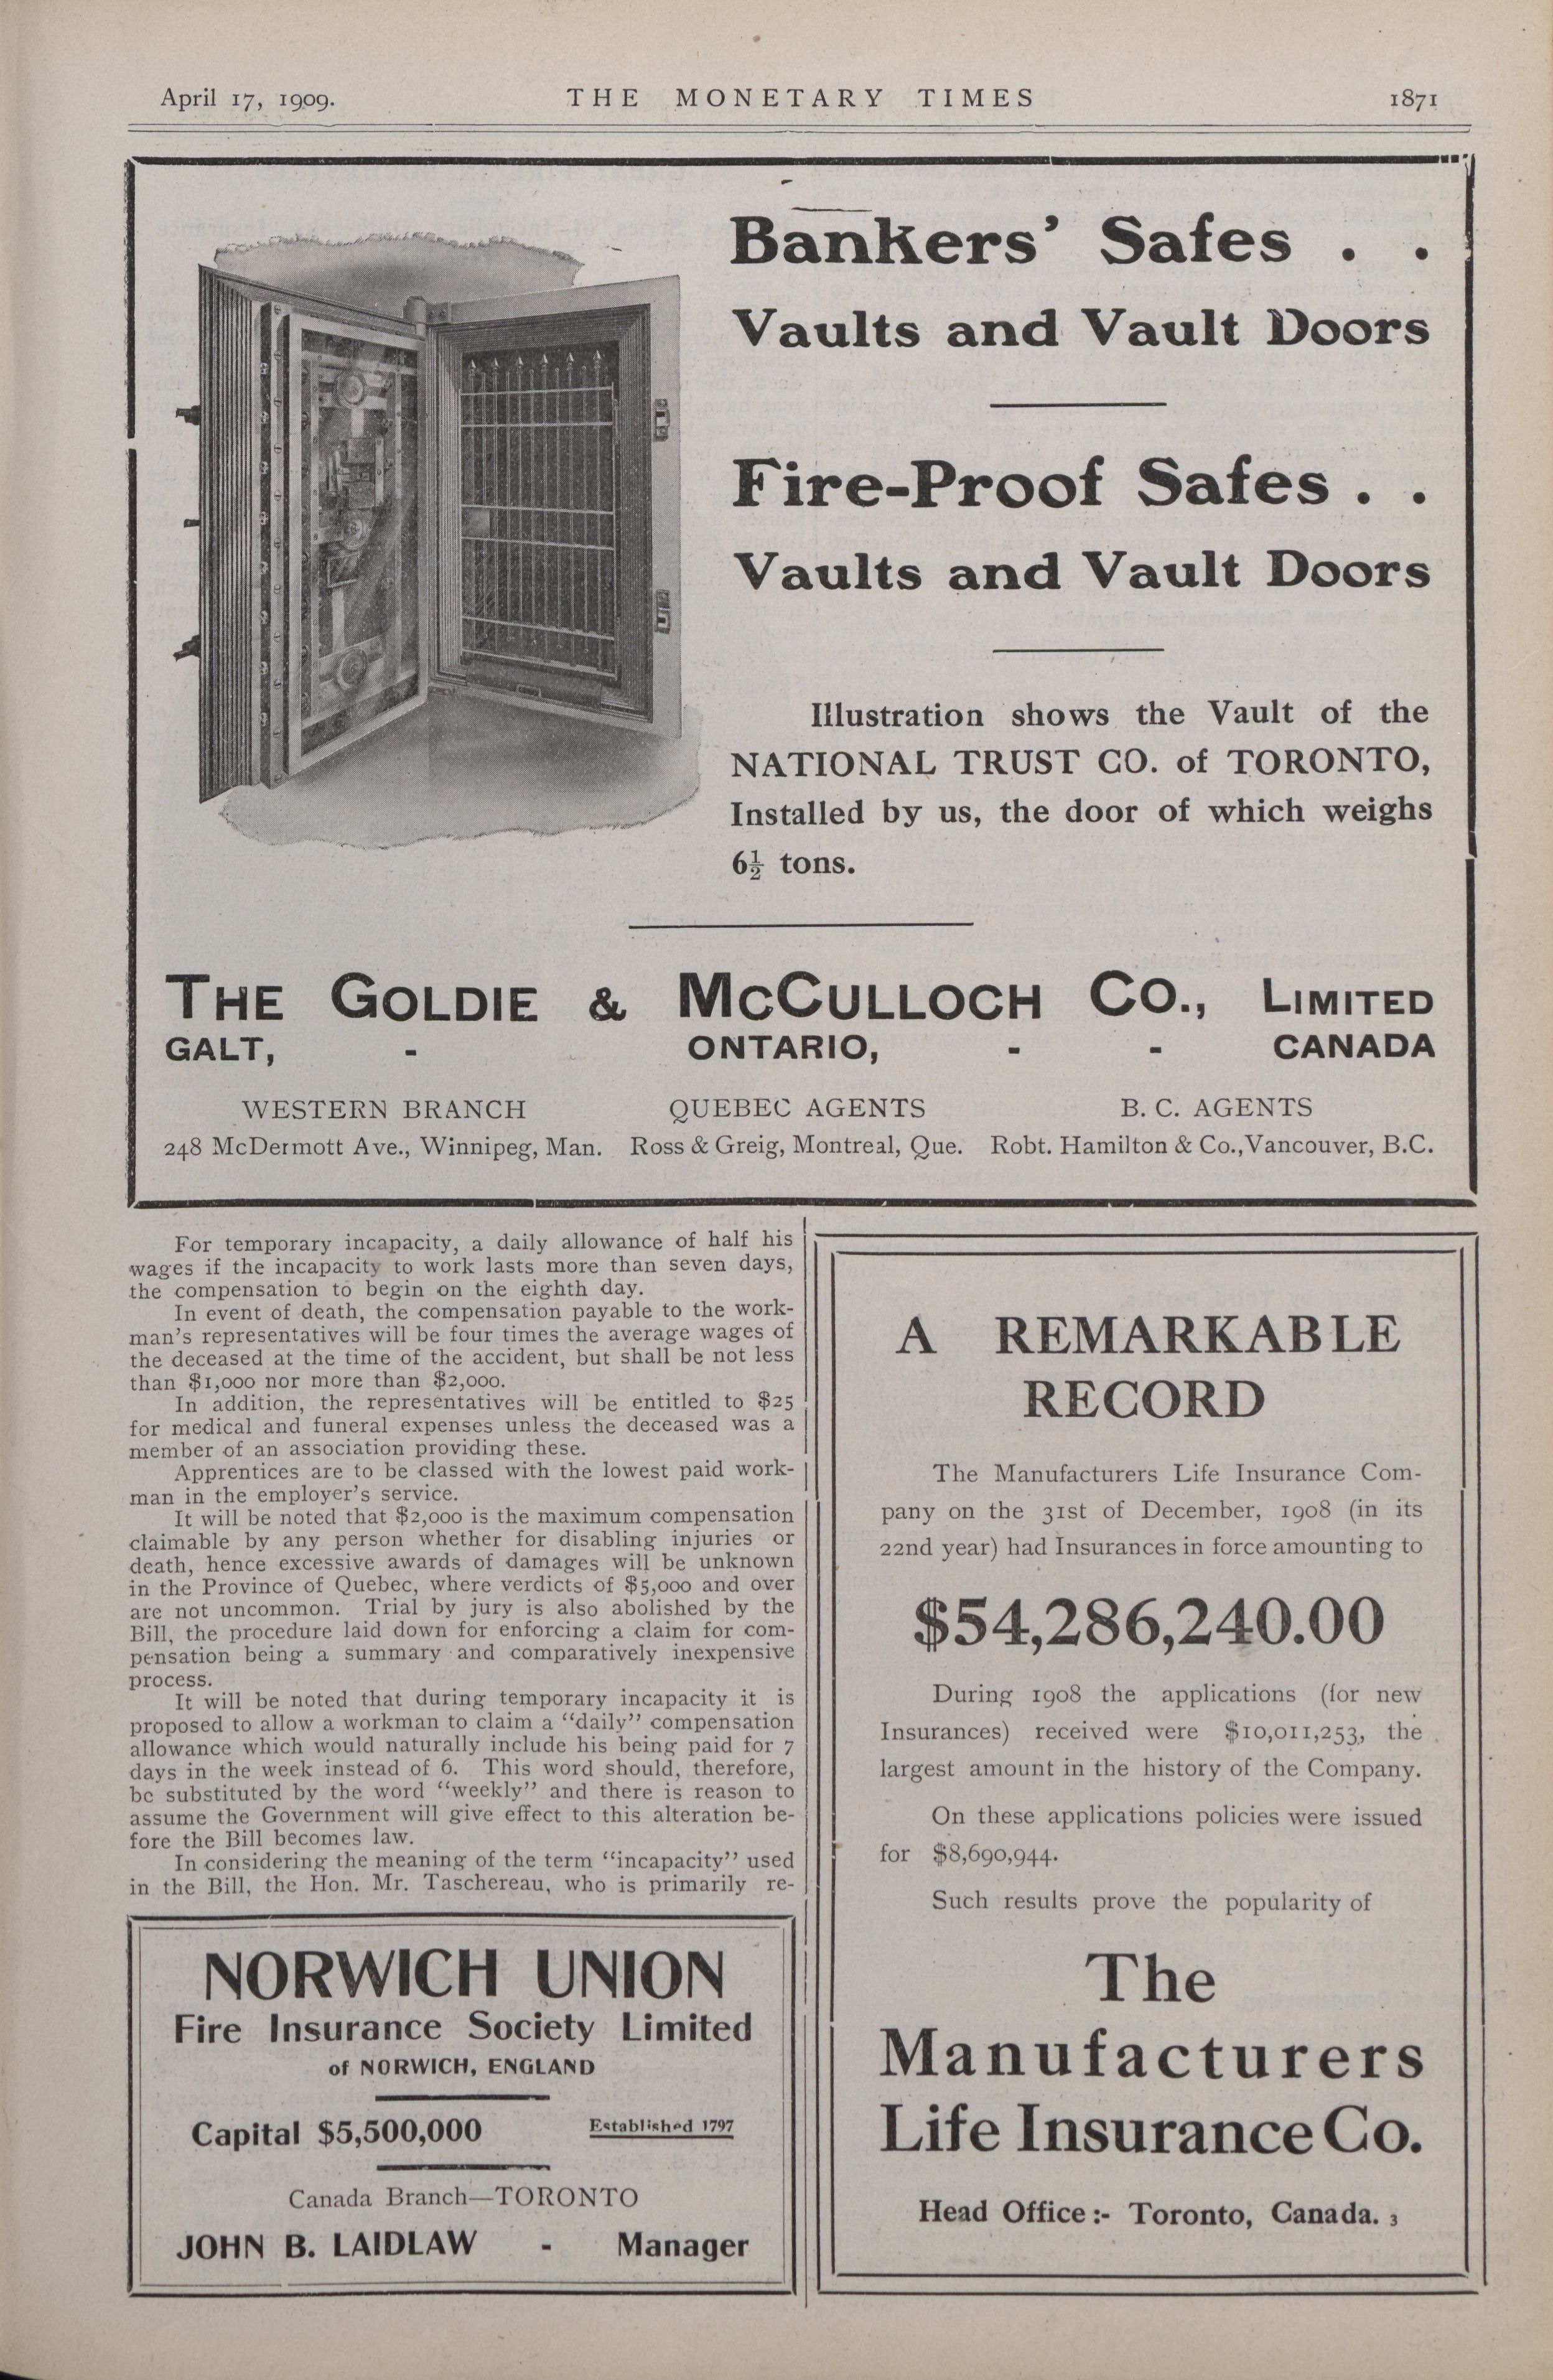 April 17, 1909.
THE MONETARY TIMES
1871
Bankers' Safes . .
Vaults and Vault Doors
Fire-Proof Safes . .
Vaults and Vault Doors
Illustration shows the Vault of the
NATIONAL TRUST CO. of TORONTO,
Installed by us, the door of which weighs
6½ tons.
THE GOLDIE & McCULLOCH CO., LIMITED
GALT, - ONTARIO, - - CANADA
WESTERN BRANCH
248 McDermott Ave., Winnipeg, Man.
QUEBEC AGENTS
Ross & Greig, Montreal, Que.
B. C. AGENTS
Robt. Hamilton & Co., Vancouver, B.C.
For temporary incapacity, a daily allowance of half his
wages if the incapacity to work lasts more than seven days,
the compensation to begin on the eighth day.
In event of death, the compensation payable to the work-
man's representatives will be four times the average wages of
the deceased at the time of the accident, but shall be not less
than $1,000 nor more than $2,000.
In addition, the representatives will be entitled to $25
for medical and funeral expenses unless the deceased was a
member of an association providing these.
Apprentices are to be classed with the lowest paid work-
man in the employer's service.
It will be noted that $2,000 is the maximum compensation
claimable by any person whether for disabling injuries or
death, hence excessive awards of damages will be unknown
in the Province of Quebec, where verdicts of $5,000 and over
are not uncommon. Trial by jury is also abolished by the
Bill, the procedure laid down for enforcing a claim for com-
pensation being a summary and comparatively inexpensive
process.
It will be noted that during temporary incapacity it is
proposed to allow a workman to claim a "daily" compensation
allowance which would naturally include his being paid for 7
days in the week instead of 6. This word should, therefore,
be substituted by the word "weekly" and there is reason to
assume the Government will give effect to this alteration be-
fore the Bill becomes law.
In considering the meaning of the term "incapacity" used
in the Bill, the Hon. Mr. Taschereau, who is primarily re-
NORWICH UNION
Fire Insurance Society Limited
of NORWICH, ENGLAND
Capital $5,500,000
Established 1797
Canada Branch—TORONTO
JOHN B. LAIDLAW - Manager
A REMARKABLE
RECORD
The Manufacturers Life Insurance Com-
pany on the 31st of December, 1908 (in its
22nd year) had Insurances in force amounting to
$54,286,240.00
During 1908 the applications (for new
Insurances) received were $10,011,253, the
largest amount in the history of the Company.
On these applications policies were issued
for $8,690,944.
Such results prove the popularity of
The
Manufacturers
Life Insurance Co.
Head Office :- Toronto, Canada. 3